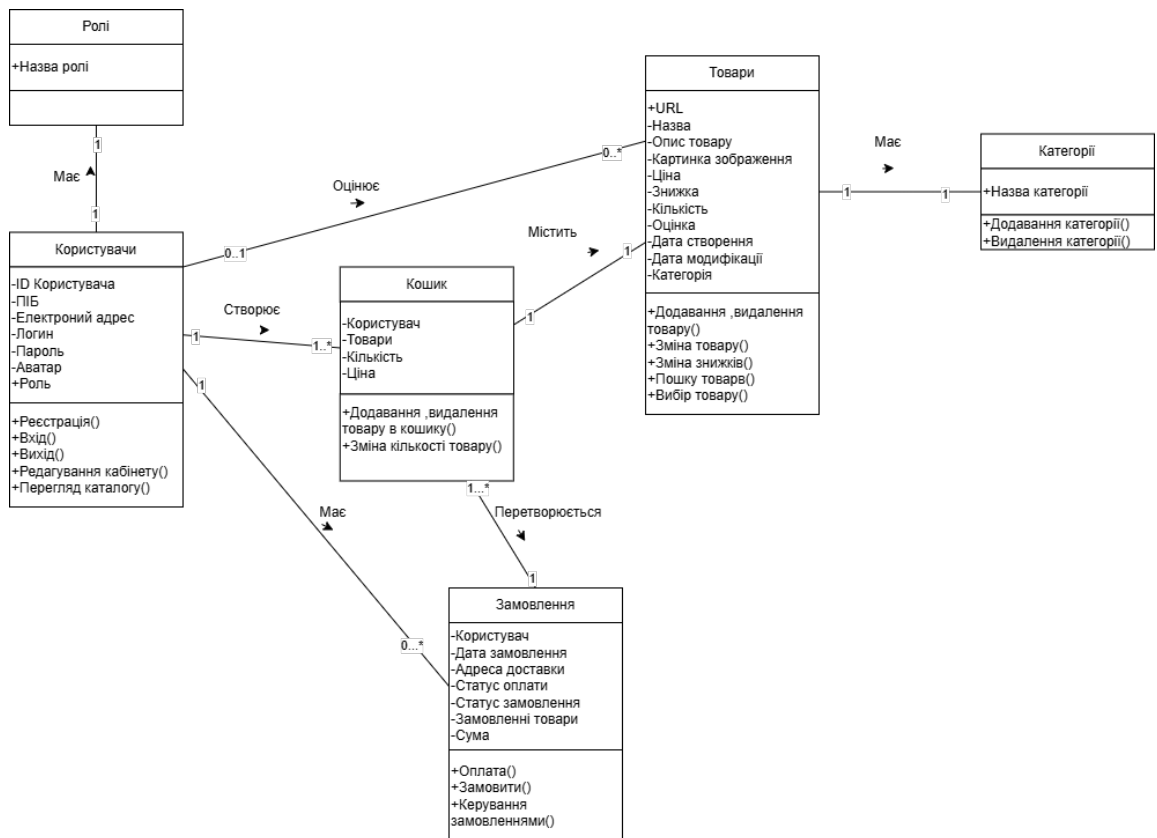 Ролі
+Назва ролі
1
Має
1
Користувачи
-ID Користувача
-ПІБ
-Електроний адрес
-Логин
-Пароль
-Аватар
+Роль
+Реєстрація()
+Вхід()
+Вихід()
+Редагування кабінету()
+Перегляд каталогу()
0..1
Оцінює
0..*
1
Створює
1..*
Кошик
-Користувач
-Товари
-Кількість
-Ціна
+Додавання ,видалення
товару в кошику()
+Зміна кількості товару()
1
Містить
1
Товари
+URL
-Назва
-Опис товару
-Картинка зображення
-Ціна
-Знижка
-Кількість
-Оцінка
-Дата створення
-Дата модифікації
-Категорія
+Додавання ,видалення
товару()
+Зміна товару()
+Зміна знижків()
+Пошку товарв()
+Вибір товару()
1
Має
1
Категорії
+Назва категорії
+Додавання категорії()
+Видалення категорії()
1
Має
0...*
1...*
Перетворюється
1
Замовлення
-Користувач
-Дата замовлення
-Адреса доставки
-Статус оплати
-Статус замовлення
-Замовленні товари
-Сума
+Оплата()
+Замовити()
+Керування
замовленнями()